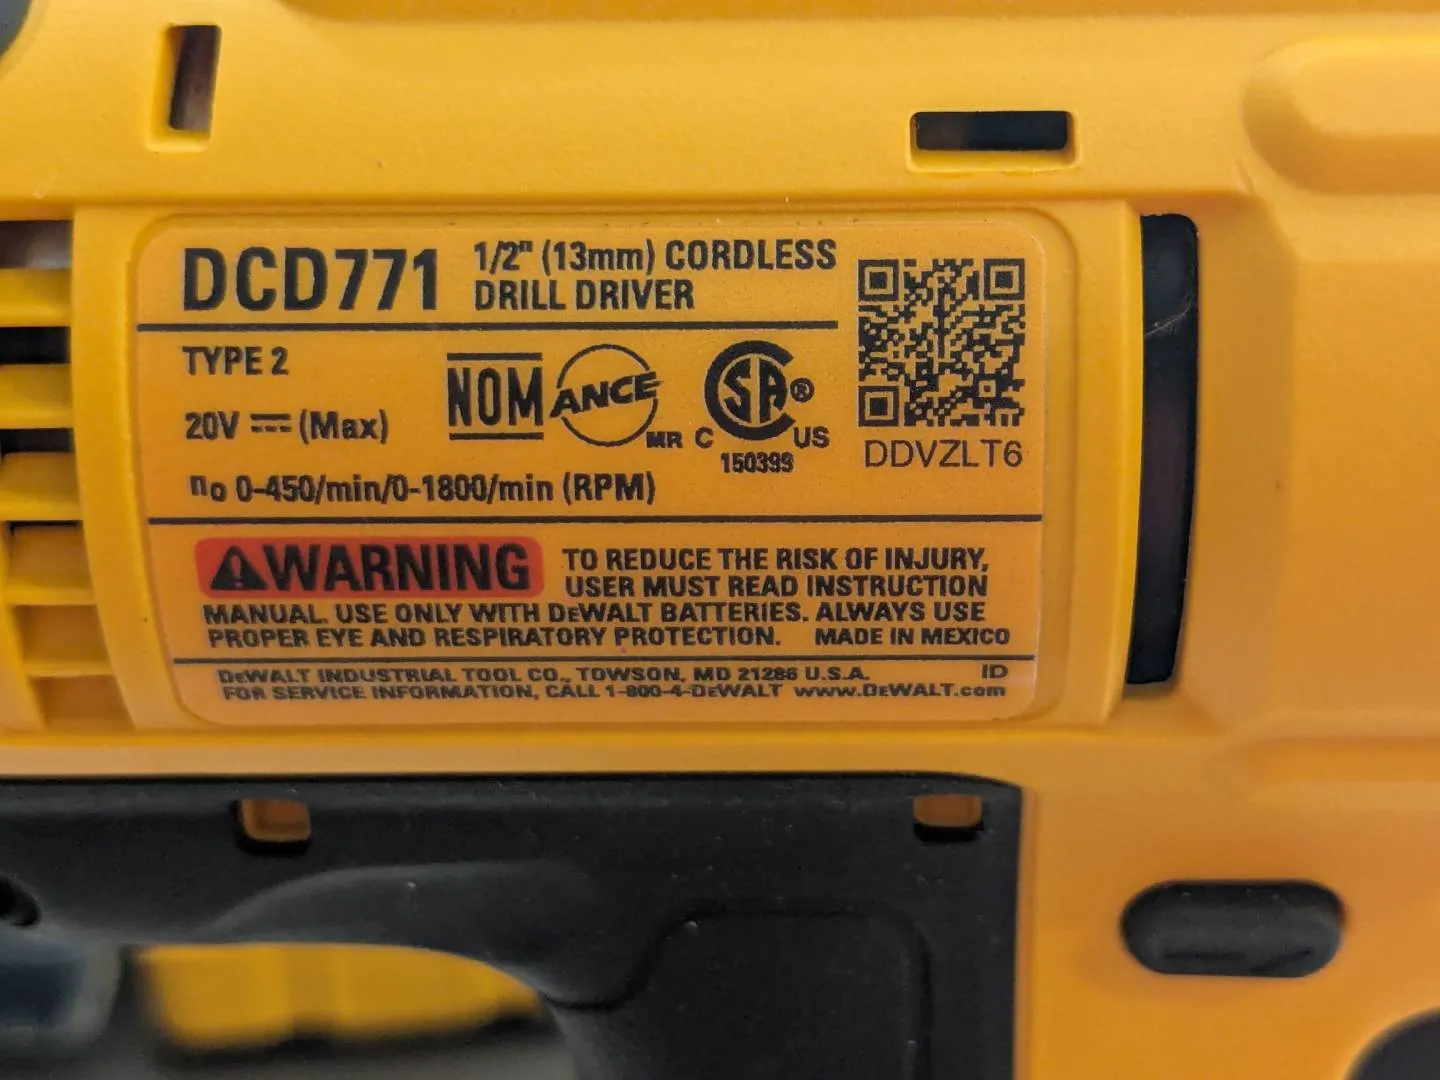 DCD771 1/2" (13mm) CORDLESS
DRILL DRIVER
TYPE 2
20V ⎓ (Max)
NOM ANCE MR
C SA® US
150399
DDVZLT6
no 0-450/min/0-1800/min (RPM)
WARNING TO REDUCE THE RISK OF INJURY,
USER MUST READ INSTRUCTION
MANUAL. USE ONLY WITH DeWALT BATTERIES. ALWAYS USE
PROPER EYE AND RESPIRATORY PROTECTION. MADE IN MEXICO
DeWALT INDUSTRIAL TOOL CO., TOWSON, MD 21286 U.S.A. ID
FOR SERVICE INFORMATION, CALL 1-800-4-DeWALT www.DeWALT.com